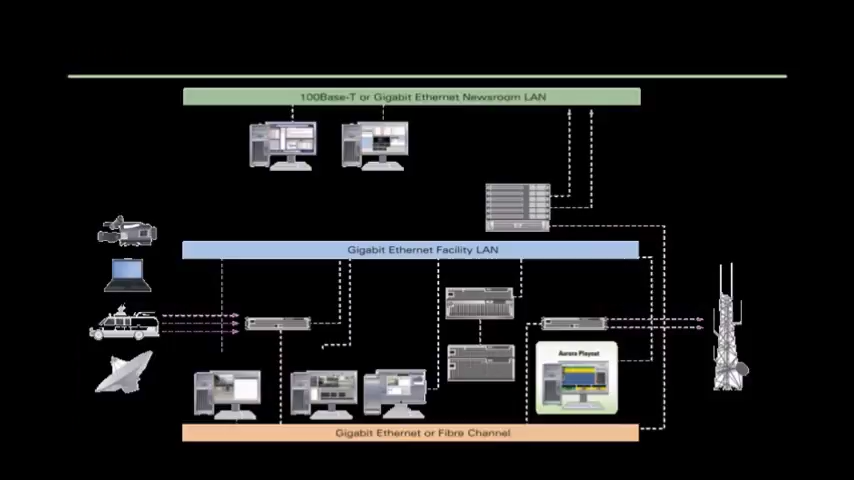 100Base-T or Gigabit Ethernet Newsroom LAN
Gigabit Ethernet Facility LAN
Aurora Playout
Gigabit Ethernet or Fibre Channel